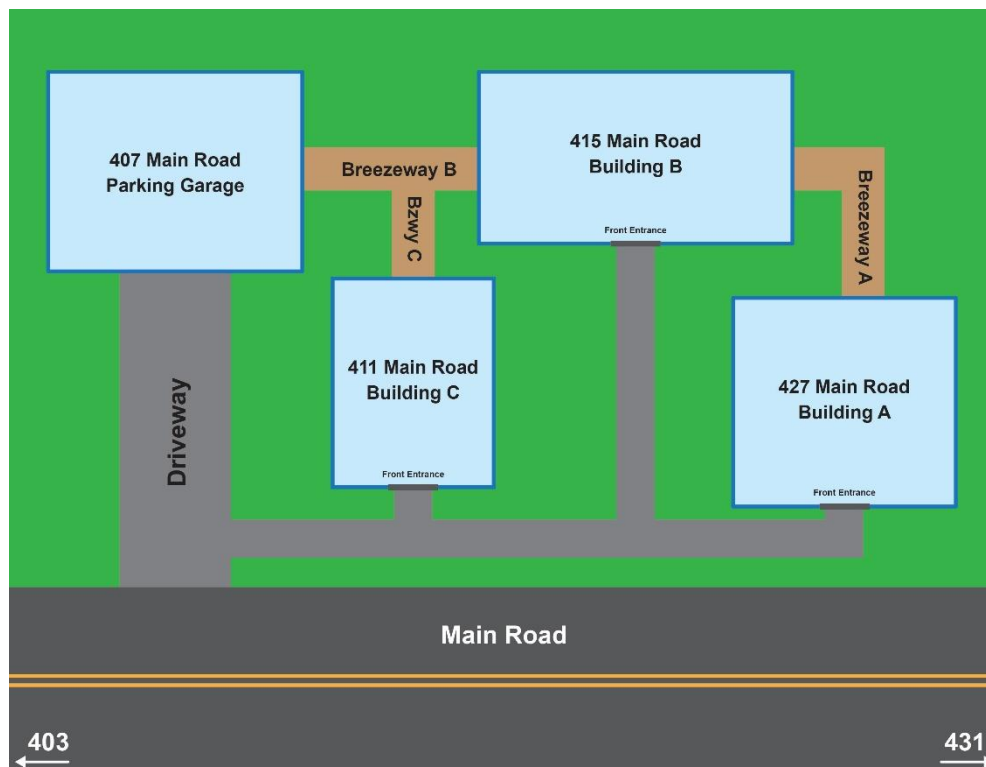 407 Main Road
Parking Garage
Breezeway B
Bzwy C
415 Main Road
Building B
Front Entrance
Breezeway A
411 Main Road
Building C
Front Entrance
427 Main Road
Building A
Front Entrance
Driveway
Main Road
403
431